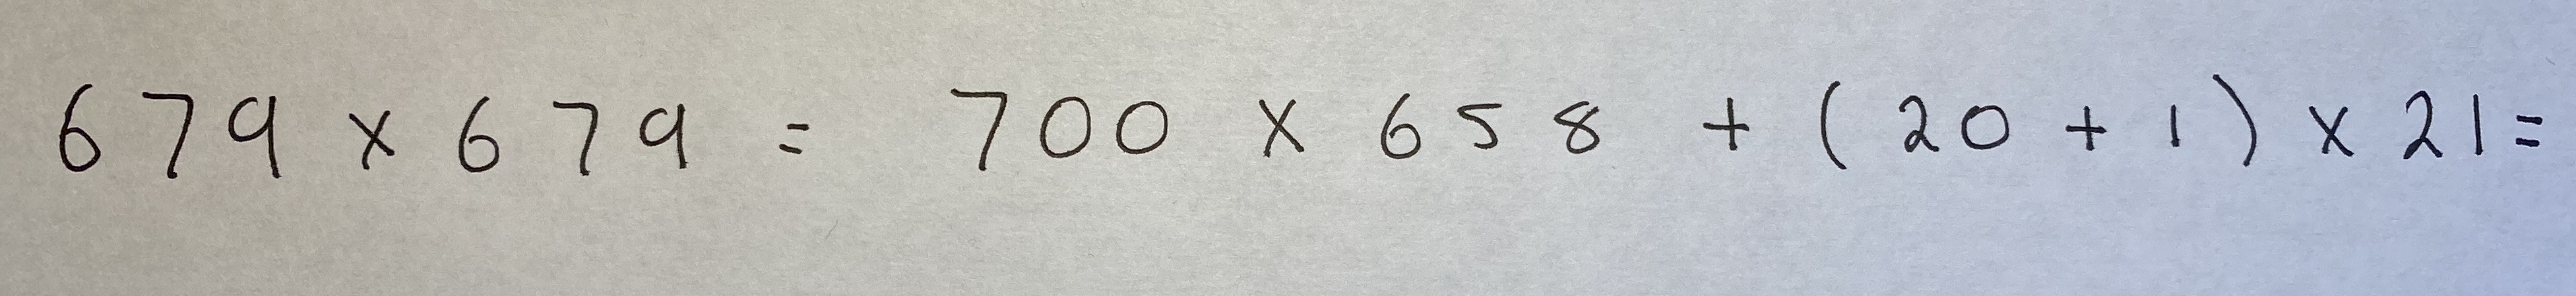 679 x 679 = 700 x 658 + (20 + 1) x 21 =